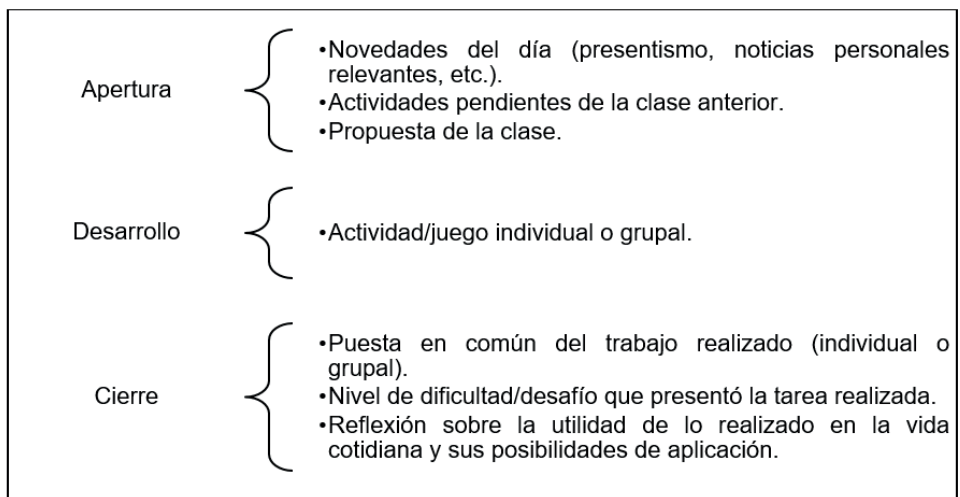 Apertura
•Novedades del día (presentismo, noticias personales
relevantes, etc.).
•Actividades pendientes de la clase anterior.
•Propuesta de la clase.
Desarrollo
•Actividad/juego individual o grupal.
Cierre
•Puesta en común del trabajo realizado (individual o
grupal).
•Nivel de dificultad/desafío que presentó la tarea realizada.
•Reflexión sobre la utilidad de lo realizado en la vida
cotidiana y sus posibilidades de aplicación.